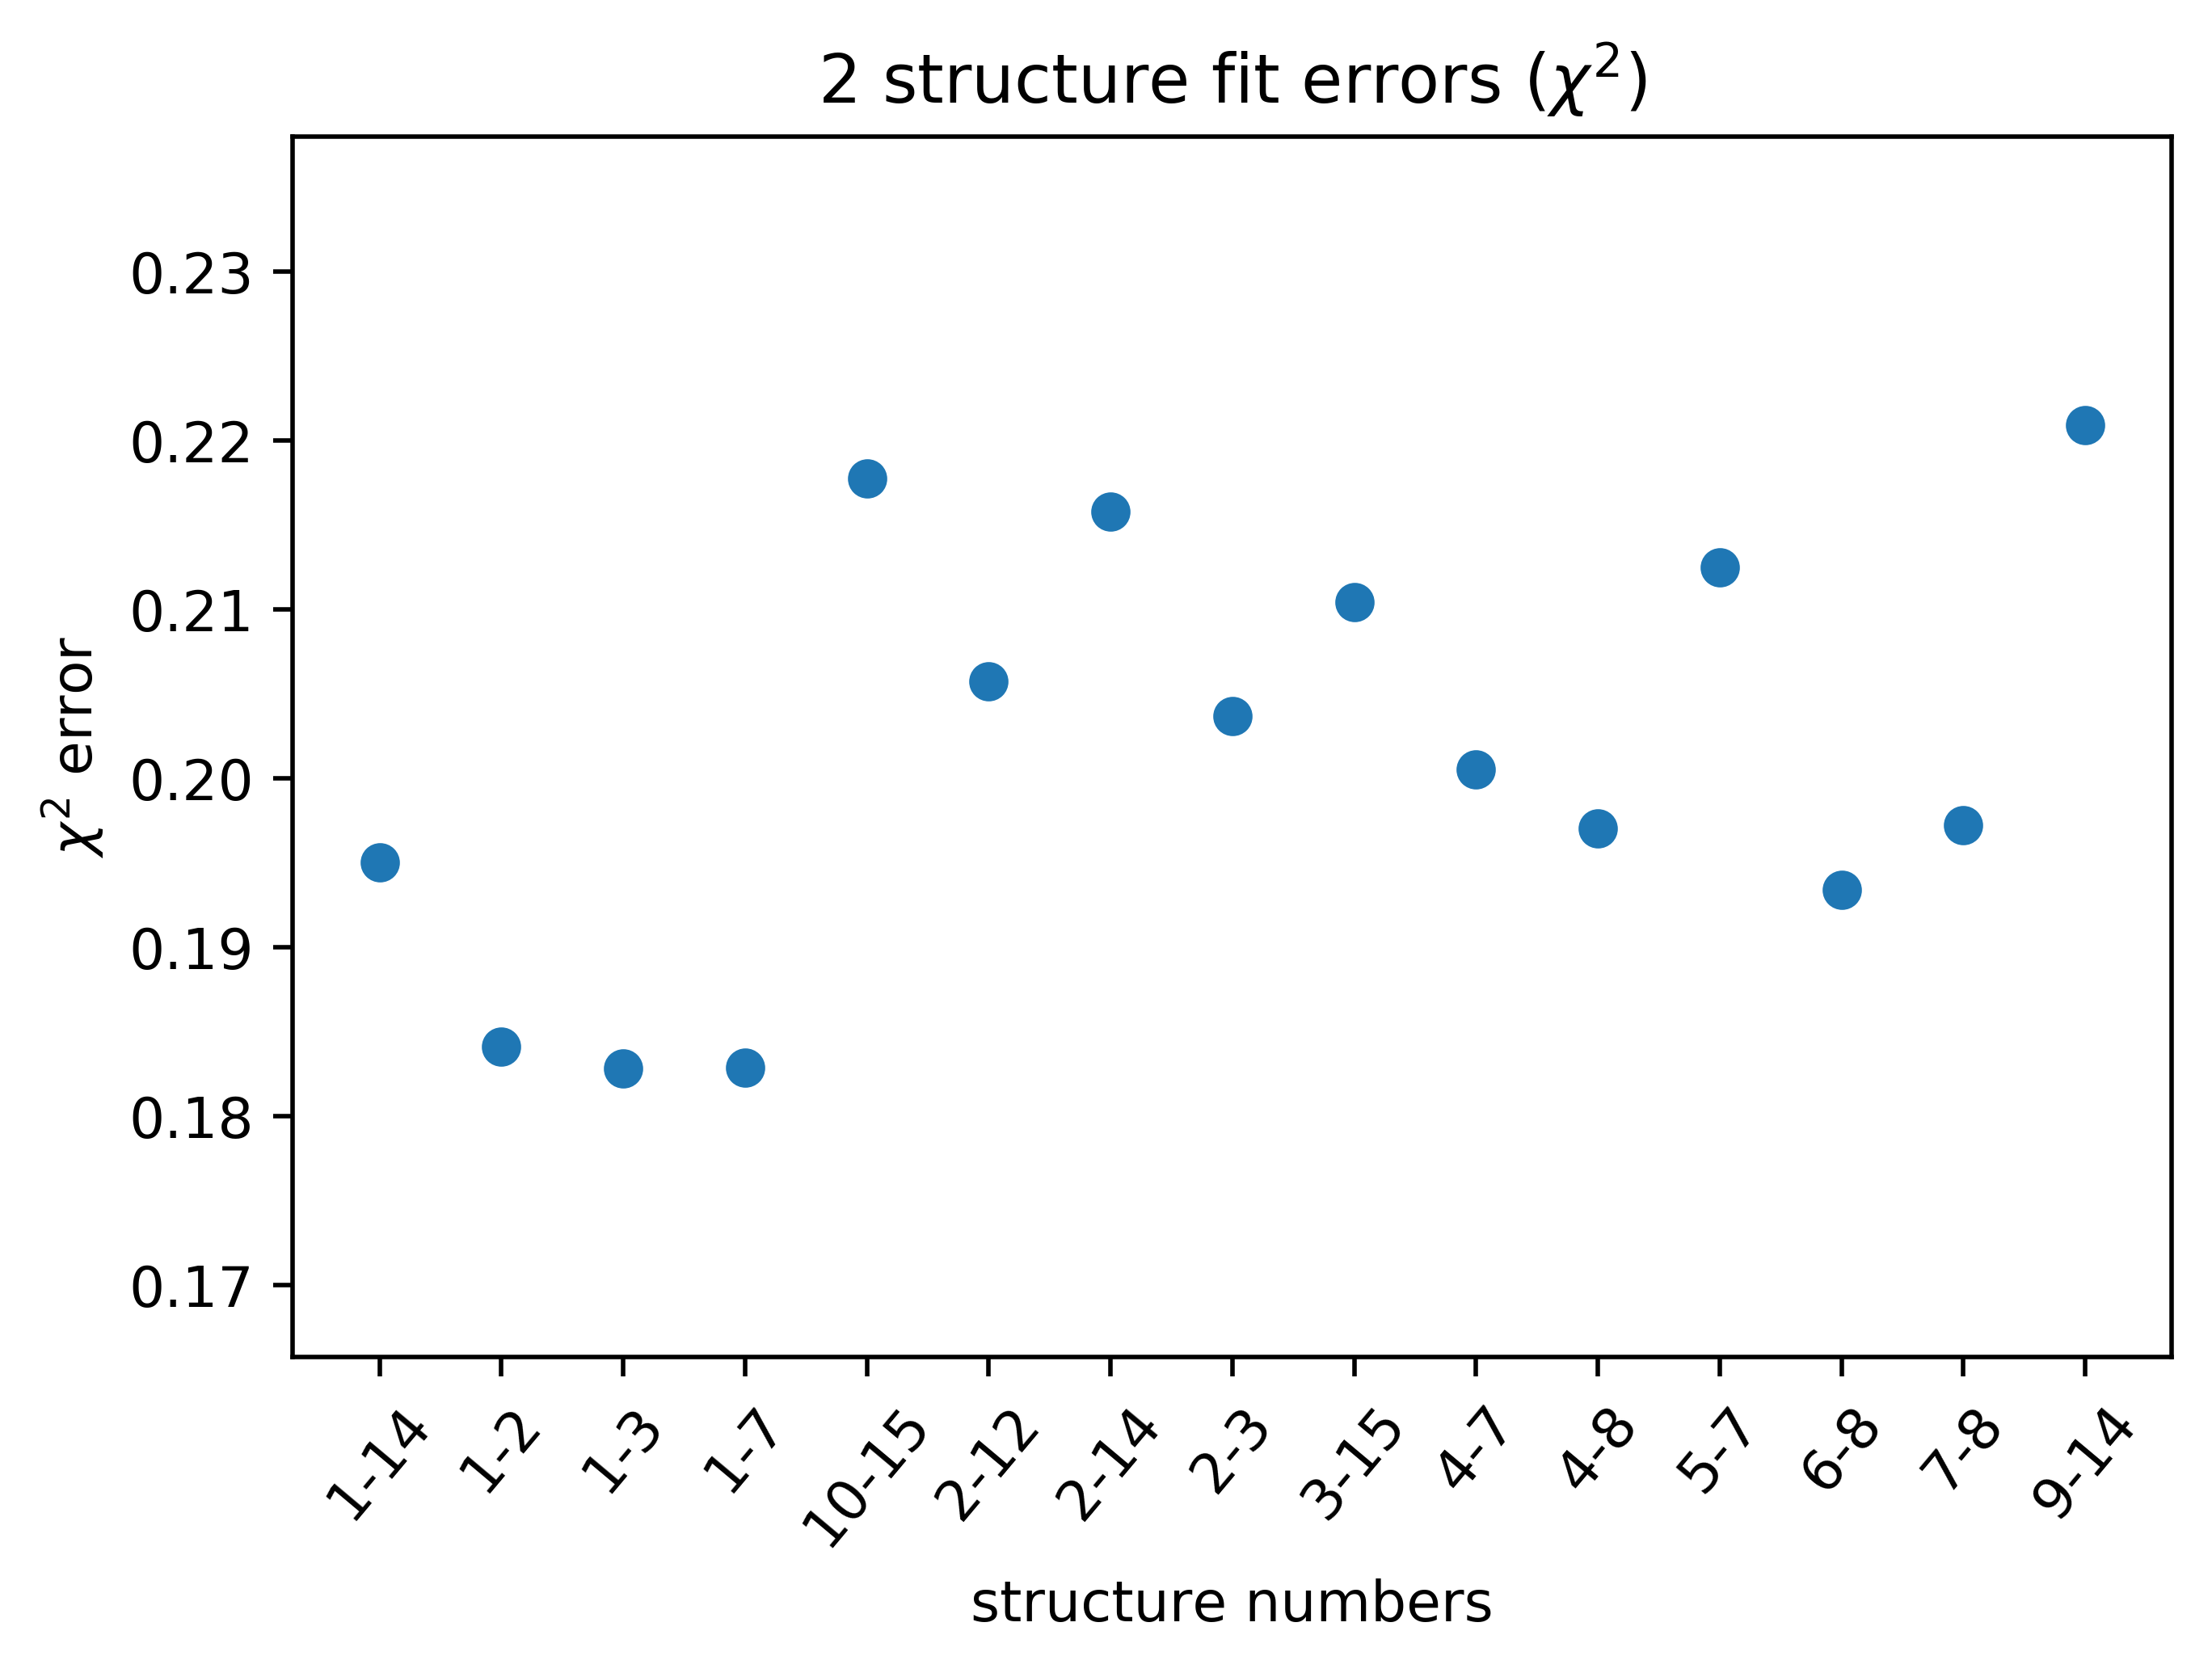 2 structure fit errors (χ²)
χ² error
0.23
0.22
0.21
0.20
0.19
0.18
0.17
1-14 1-2 1-3 1-7 10-15 2-12 2-14 2-3 3-15 4-7 4-8 5-7 6-8 7-8 9-14
structure numbers